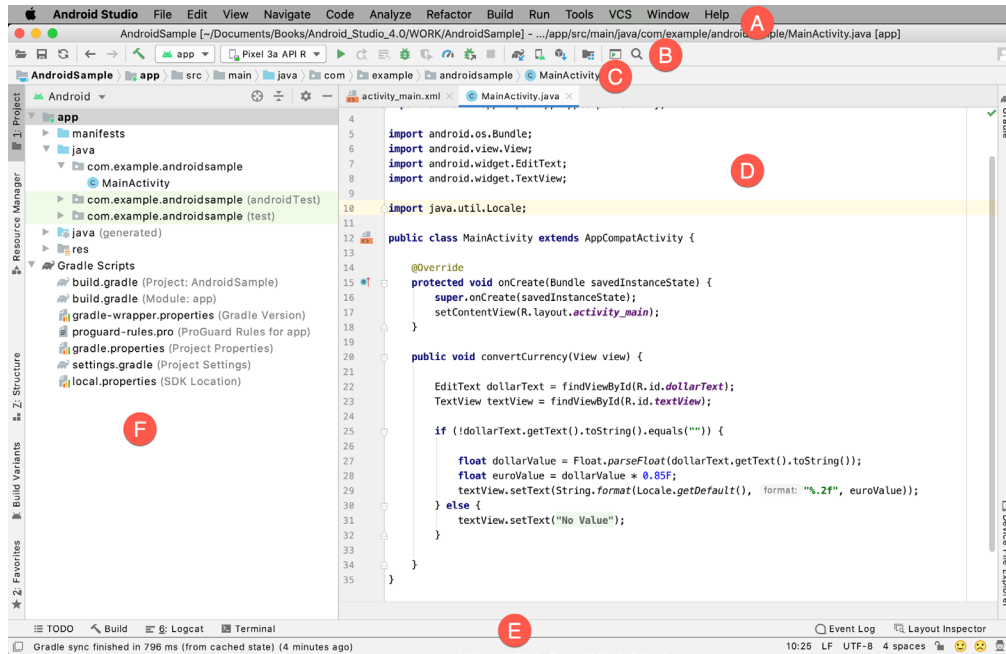 Android Studio File Edit View Navigate Code Analyze Refactor Build Run Tools VCS Window Help
A
AndroidSample [~/Documents/Books/Android_Studio_4.0/WORK/AndroidSample] - .../app/src/main/java/com/example/android ple/MainActivity.java [app]
app Pixel 3a API R
B
AndroidSample app src main java com example androidsample MainActivity
C
1: Project
Resource Manager
Z: Structure
Build Variants
2: Favorites
Android
app
manifests
java
com.example.androidsample
MainActivity
com.example.androidsample (androidTest)
com.example.androidsample (test)
java (generated)
res
Gradle Scripts
build.gradle (Project: AndroidSample)
build.gradle (Module: app)
gradle-wrapper.properties (Gradle Version)
proguard-rules.pro (ProGuard Rules for app)
gradle.properties (Project Properties)
settings.gradle (Project Settings)
local.properties (SDK Location)
F
activity_main.xml MainActivity.java
4
5 import android.os.Bundle;
6 import android.view.View;
7 import android.widget.EditText;
8 import android.widget.TextView;
D
9
10 import java.util.Locale;
11
12 public class MainActivity extends AppCompatActivity {
13
14 @Override
15 protected void onCreate(Bundle savedInstanceState) {
16 super.onCreate(savedInstanceState);
17 setContentView(R.layout.activity_main);
18 }
19
20 public void convertCurrency(View view) {
21
22 EditText dollarText = findViewById(R.id.dollarText);
23 TextView textView = findViewById(R.id.textView);
24
25 if (!dollarText.getText().toString().equals("")) {
26
27 float dollarValue = Float.parseFloat(dollarText.getText().toString());
28 float euroValue = dollarValue * 0.85F;
29 textView.setText(String.format(Locale.getDefault(), format: "%.2f", euroValue));
30 } else {
31 textView.setText("No Value");
32 }
33
34 }
35 }
Gradle
Device File Explorer
TODO Build 6: Logcat Terminal
E
Event Log Layout Inspector
Gradle sync finished in 796 ms (from cached state) (4 minutes ago)
10:25 LF UTF-8 4 spaces